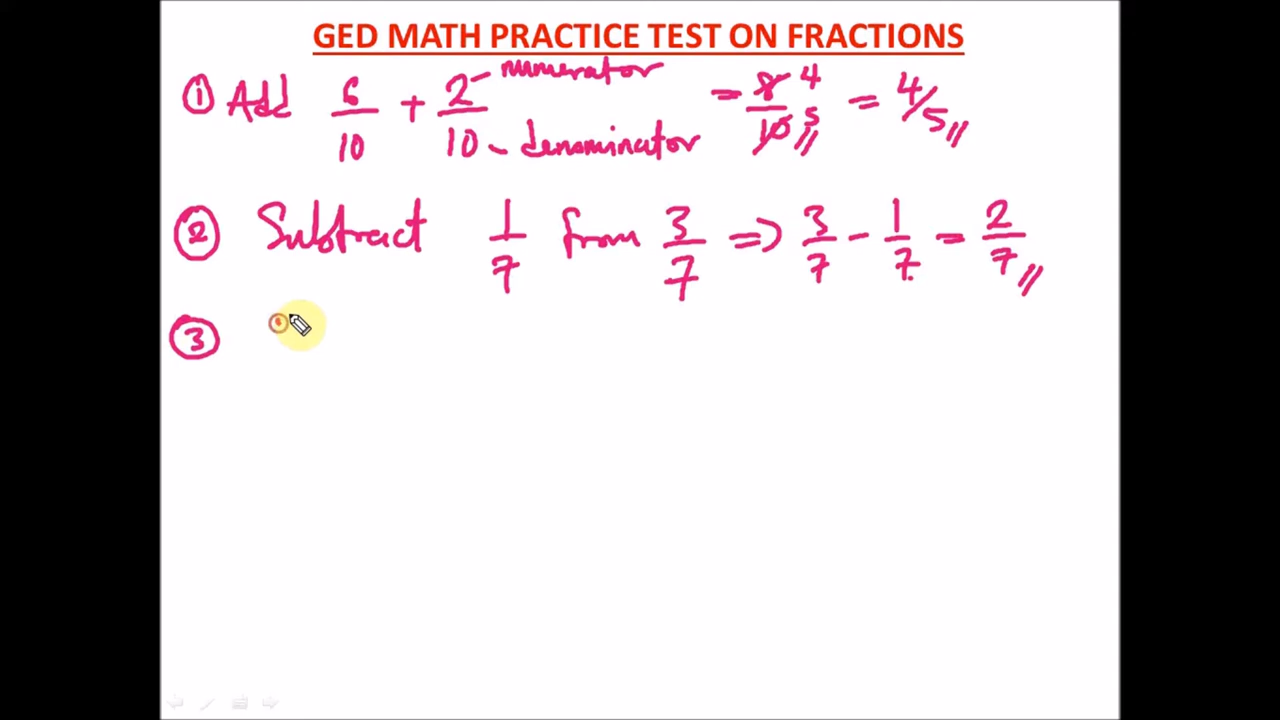 GED MATH PRACTICE TEST ON FRACTIONS
① Add 6/10 + 2/10 - numerator - denominator = 8/10 4 5 = 4/5
② Subtract 1/7 from 3/7 => 3/7 - 1/7 = 2/7
③